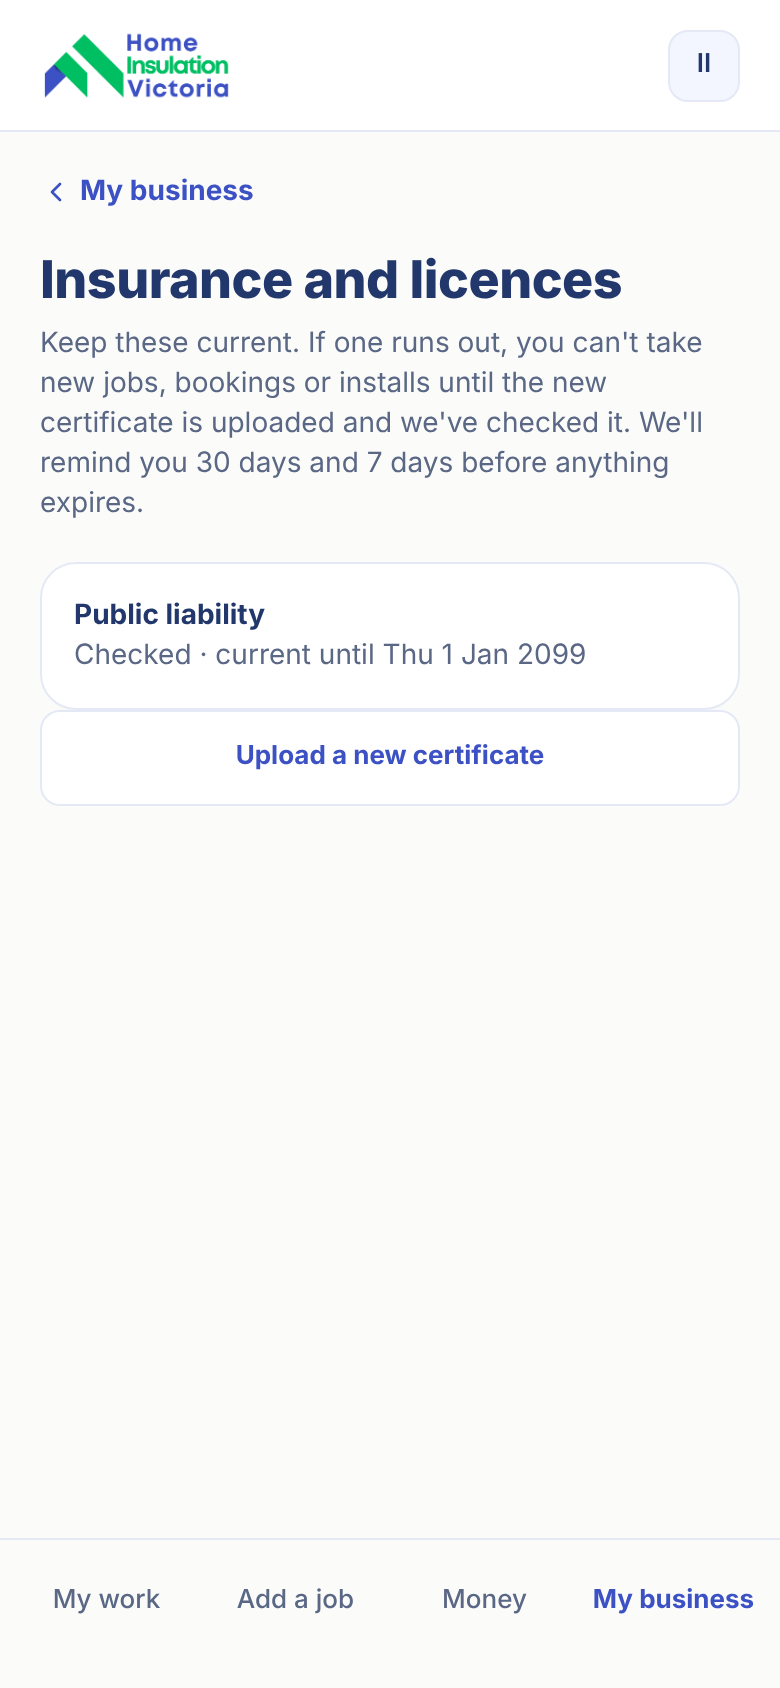 Home
Insulation
Victoria
II
My business
Insurance and licences
Keep these current. If one runs out, you can't take
new jobs, bookings or installs until the new
certificate is uploaded and we've checked it. We'll
remind you 30 days and 7 days before anything
expires.
Public liability
Checked · current until Thu 1 Jan 2099
Upload a new certificate
My work
Add a job
Money
My business